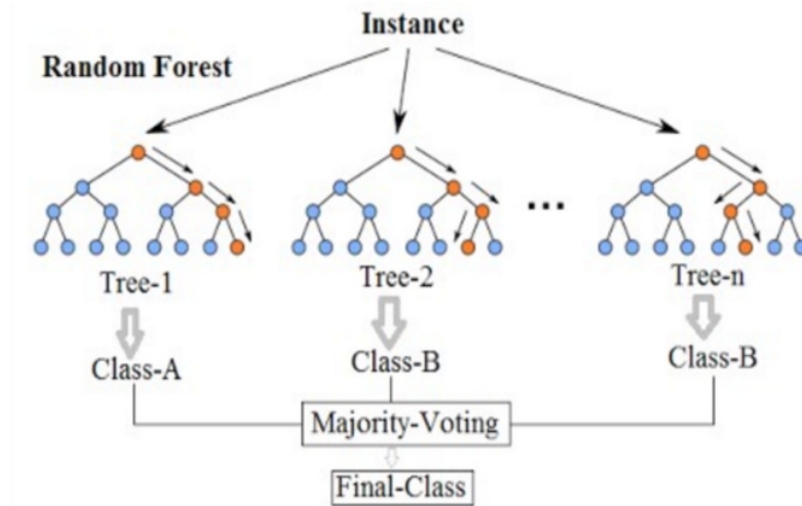 Instance
Random Forest
...
Tree-1
Tree-2
Tree-n
Class-A
Class-B
Class-B
Majority-Voting
Final-Class